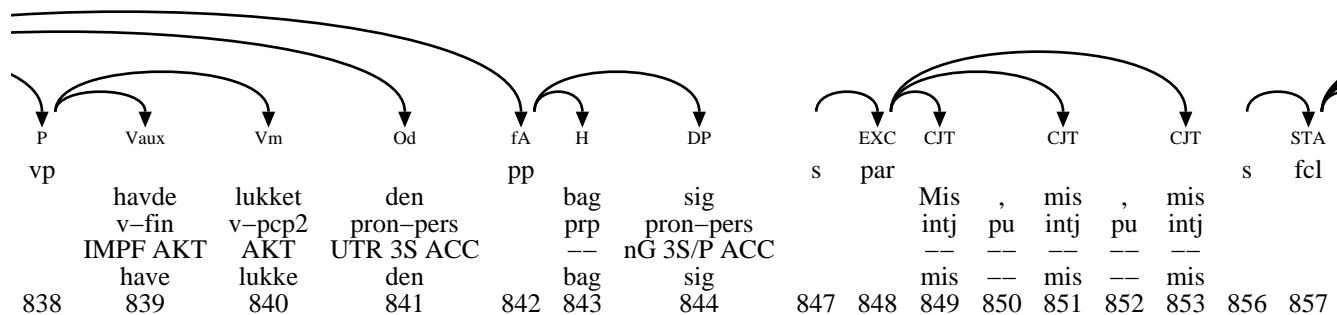 P Vaux Vm Od fA H DP EXC CJT CJT CJT STA
vp pp s par s fcl
havde lukket den bag sig Mis , mis , mis
v−fin v−pcp2 pron−pers prp pron−pers intj pu intj pu intj
IMPF AKT AKT UTR 3S ACC −− nG 3S/P ACC −− −− −− −− −−
have lukke den bag sig mis −− mis −− mis
838 839 840 841 842 843 844 847 848 849 850 851 852 853 856 857